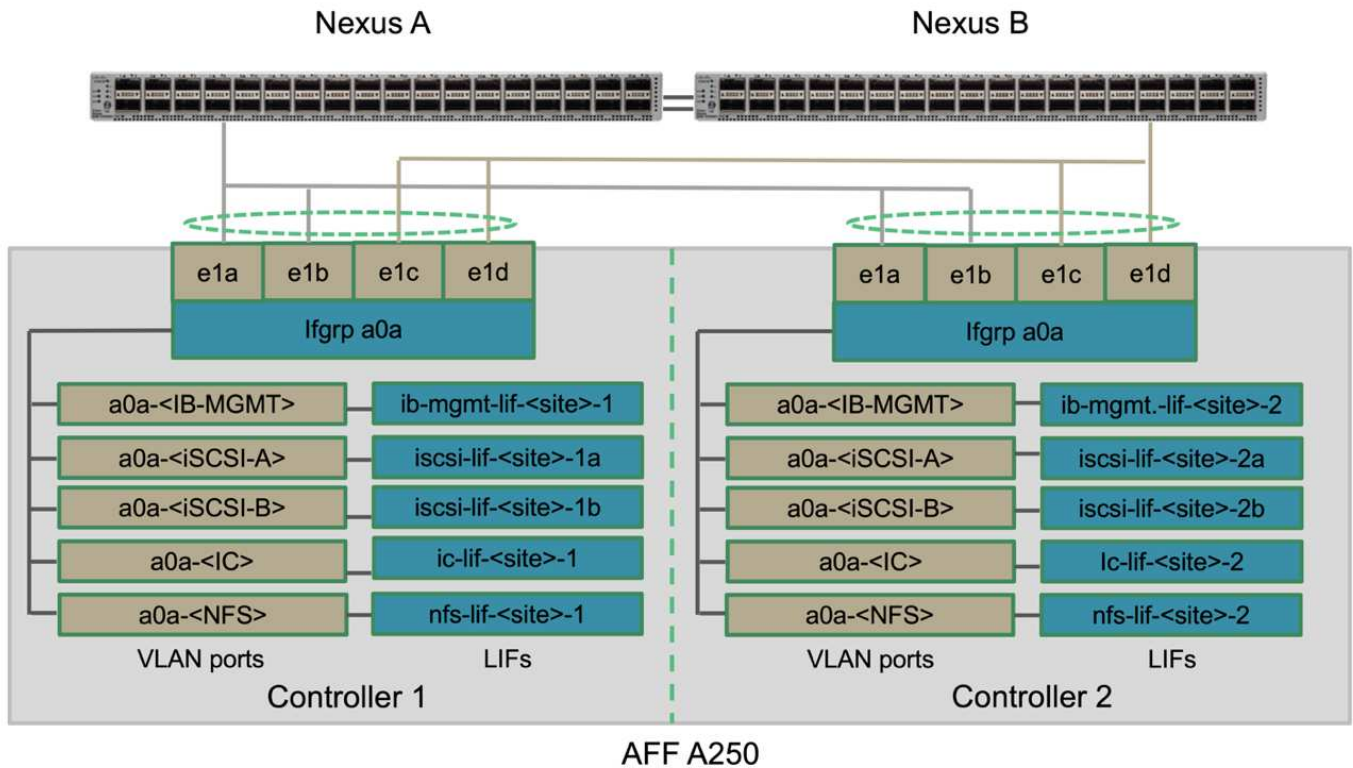 Nexus A
Nexus B
e1a e1b e1c e1d
e1a e1b e1c e1d
Ifgrp a0a
Ifgrp a0a
a0a-<IB-MGMT>
ib-mgmt-lif-<site>-1
a0a-<iSCSI-A>
iscsi-lif-<site>-1a
a0a-<iSCSI-B>
iscsi-lif-<site>-1b
a0a-<IC>
ic-lif-<site>-1
a0a-<NFS>
nfs-lif-<site>-1
VLAN ports
LIFs
Controller 1
a0a-<IB-MGMT>
ib-mgmt.-lif-<site>-2
a0a-<iSCSI-A>
iscsi-lif-<site>-2a
a0a-<iSCSI-B>
iscsi-lif-<site>-2b
a0a-<IC>
Ic-lif-<site>-2
a0a-<NFS>
nfs-lif-<site>-2
VLAN ports
LIFs
Controller 2
AFF A250